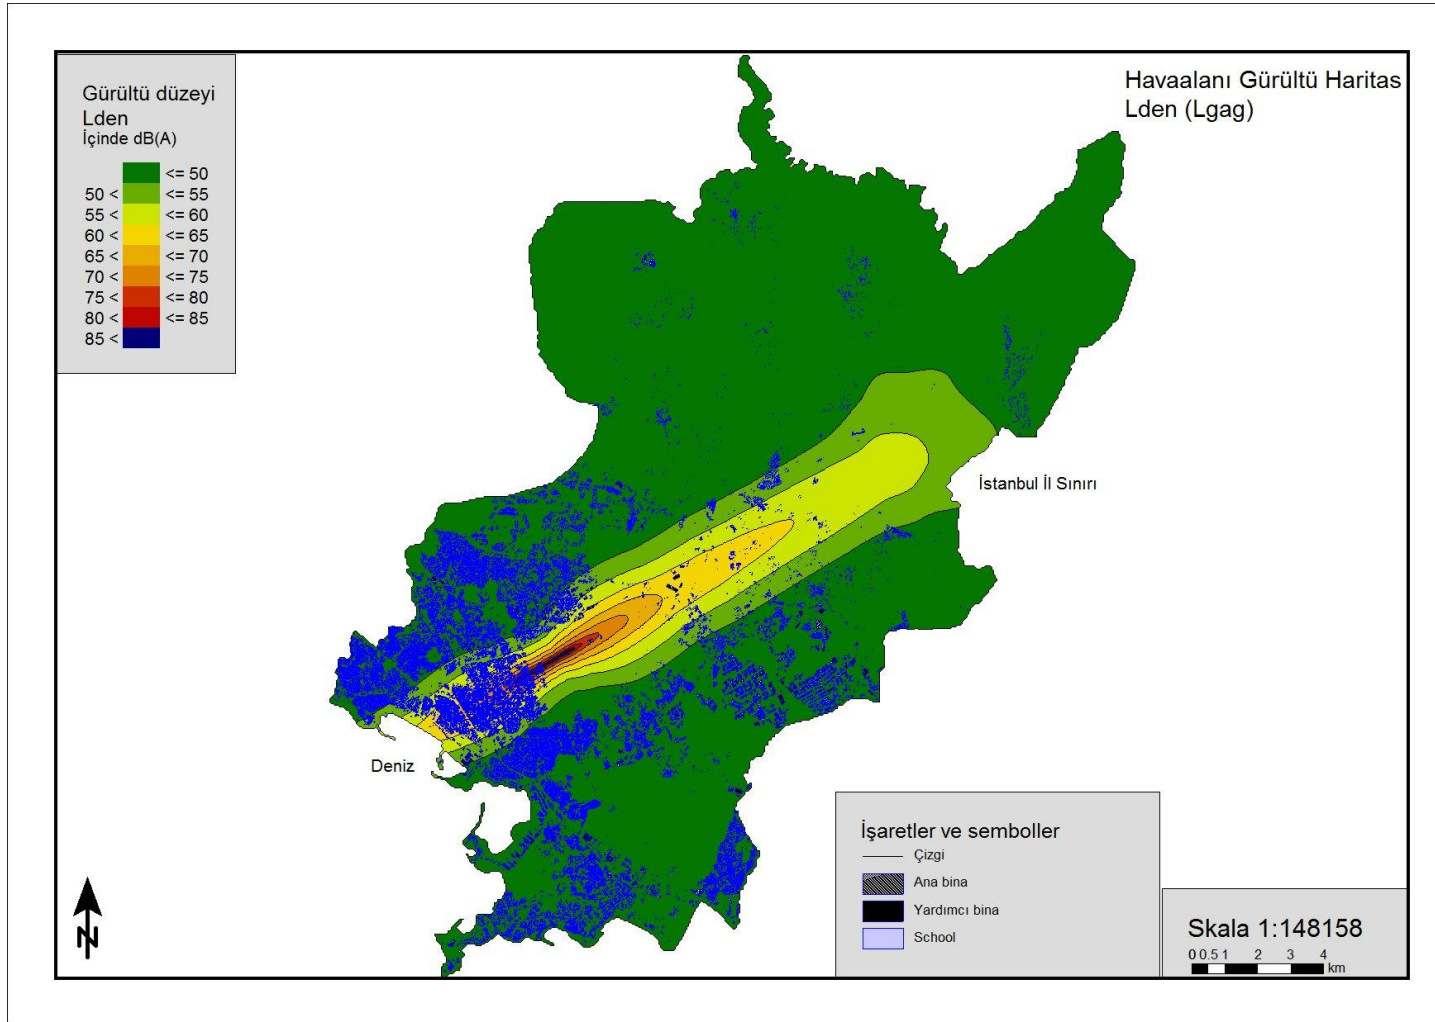 Gürültü düzeyi
Lden
İçinde dB(A)
<= 50
50 < <= 55
55 < <= 60
60 < <= 65
65 < <= 70
70 < <= 75
75 < <= 80
80 < <= 85
85 <
Havaalanı Gürültü Haritas
Lden (Lgag)
İstanbul İl Sınırı
Deniz
İşaretler ve semboller
Çizgi
Ana bina
Yardımcı bina
School
N
Skala 1:148158
0 0.5 1 2 3 4
km